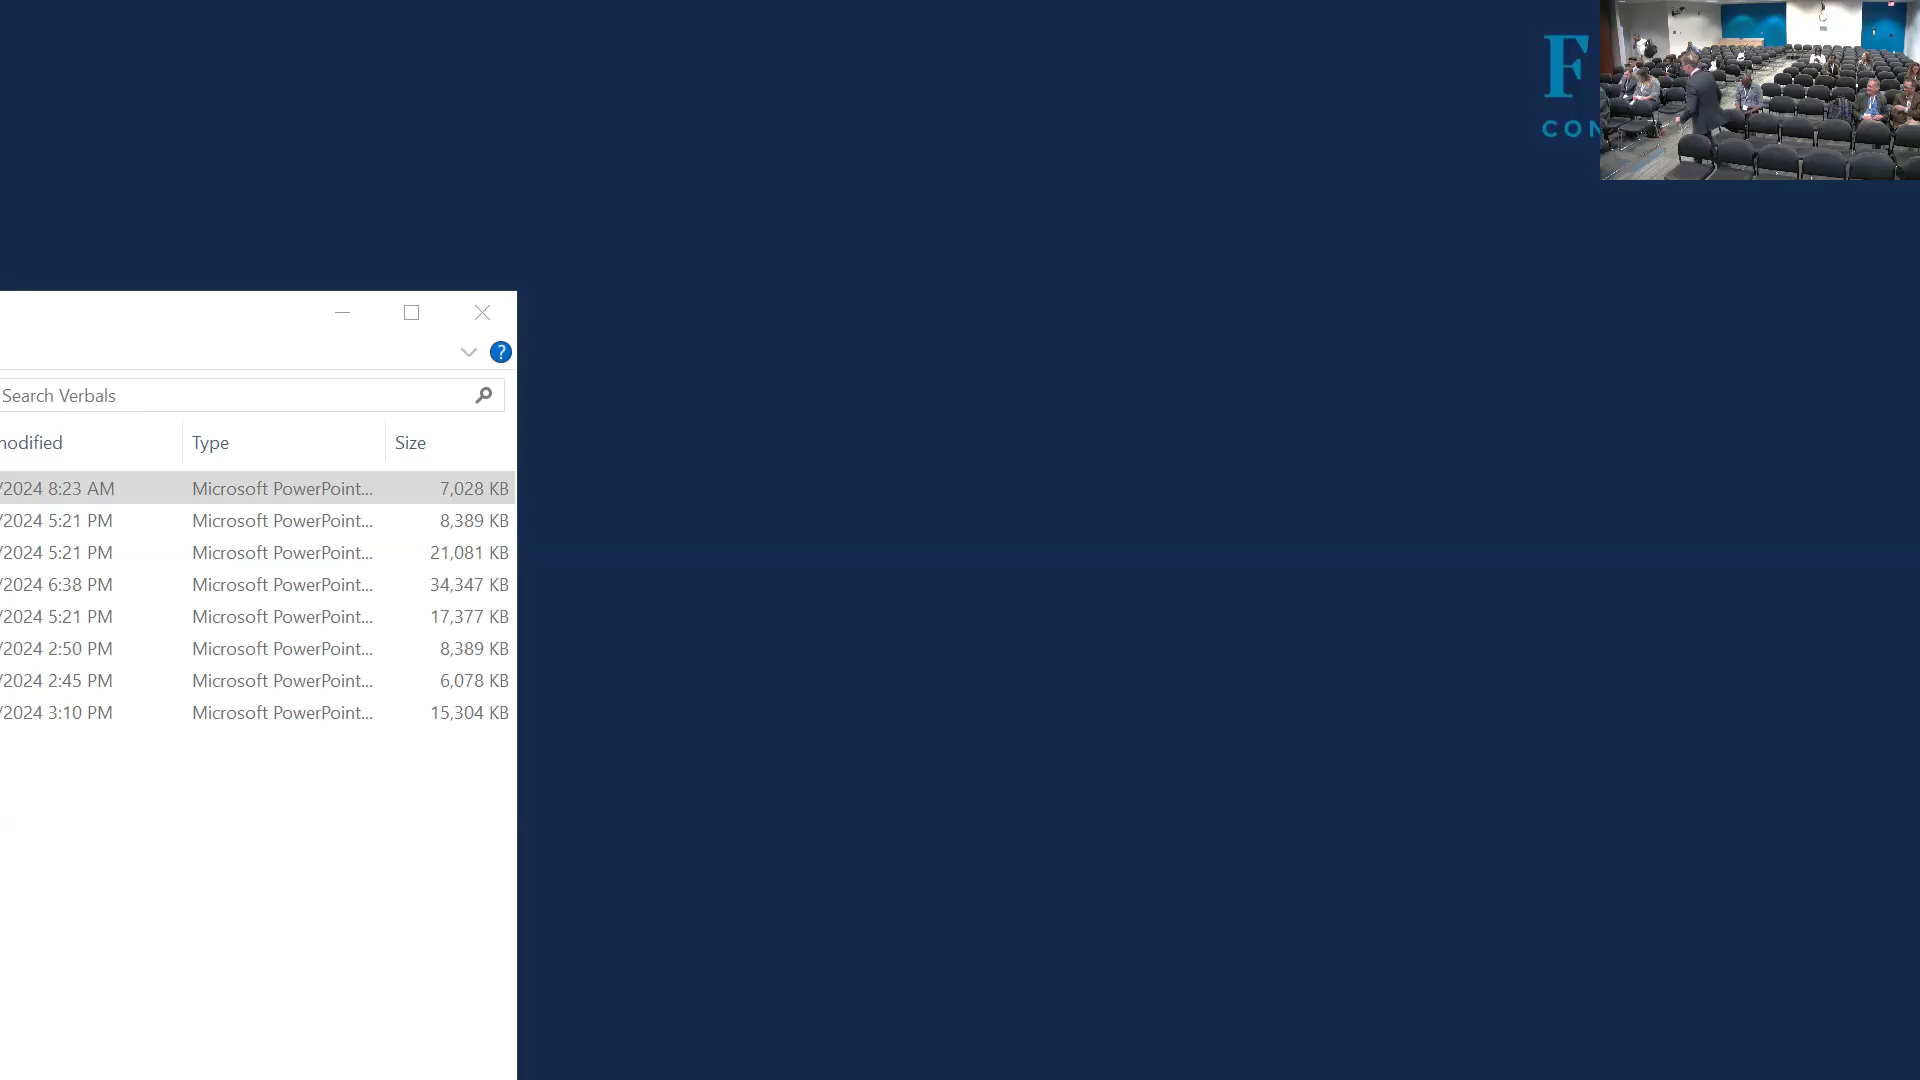 F
CON
?
Search Verbals
modified Type Size
/2024 8:23 AM Microsoft PowerPoint... 7,028 KB
/2024 5:21 PM Microsoft PowerPoint... 8,389 KB
/2024 5:21 PM Microsoft PowerPoint... 21,081 KB
/2024 6:38 PM Microsoft PowerPoint... 34,347 KB
/2024 5:21 PM Microsoft PowerPoint... 17,377 KB
/2024 2:50 PM Microsoft PowerPoint... 8,389 KB
/2024 2:45 PM Microsoft PowerPoint... 6,078 KB
/2024 3:10 PM Microsoft PowerPoint... 15,304 KB